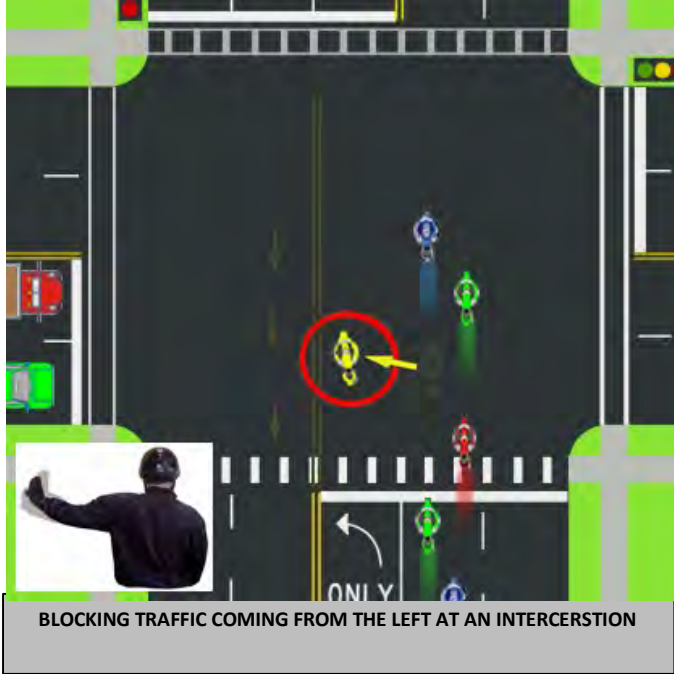 ONLY
BLOCKING TRAFFIC COMING FROM THE LEFT AT AN INTERCERSTION